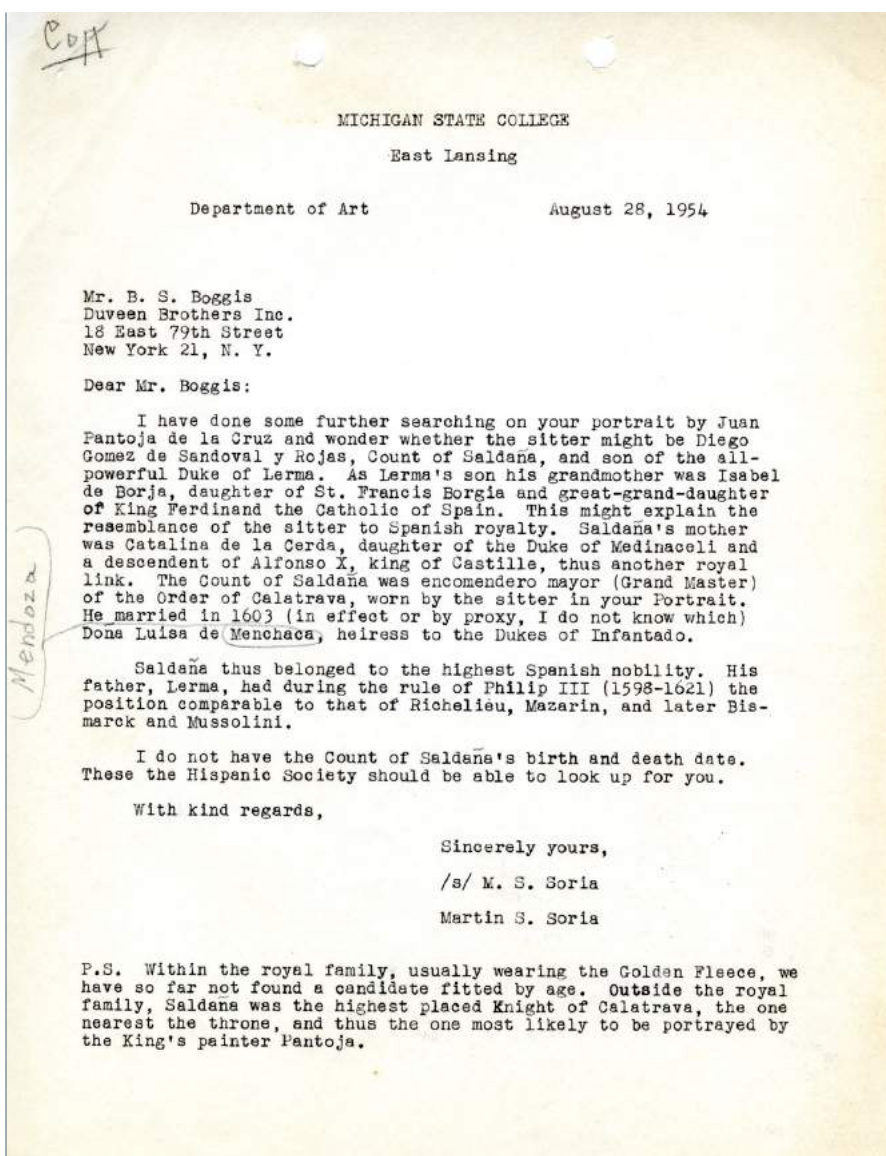 Copy
MICHIGAN STATE COLLEGE
East Lansing
Department of Art August 28, 1954
Mr. B. S. Boggis
Duveen Brothers Inc.
18 East 79th Street
New York 21, N. Y.
Dear Mr. Boggis:
I have done some further searching on your portrait by Juan
Pantoja de la Cruz and wonder whether the sitter might be Diego
Gomez de Sandoval y Rojas, Count of Saldaña, and son of the all-
powerful Duke of Lerma. As Lerma's son his grandmother was Isabel
de Borja, daughter of St. Francis Borgia and great-grand-daughter
of King Ferdinand the Catholic of Spain. This might explain the
resemblance of the sitter to Spanish royalty. Saldaña's mother
was Catalina de la Cerda, daughter of the Duke of Medinaceli and
a descendent of Alfonso X, king of Castille, thus another royal
link. The Count of Saldaña was encomendero mayor (Grand Master)
of the Order of Calatrava, worn by the sitter in your Portrait.
He married in 1603 (in effect or by proxy, I do not know which)
Doña Luisa de Menchaca, heiress to the Dukes of Infantado.
Mendoza
Saldaña thus belonged to the highest Spanish nobility. His
father, Lerma, had during the rule of Philip III (1598-1621) the
position comparable to that of Richelieu, Mazarin, and later Bis-
marck and Mussolini.
I do not have the Count of Saldaña's birth and death date.
These the Hispanic Society should be able to look up for you.
With kind regards,
Sincerely yours,
/s/ M. S. Soria
Martin S. Soria
P.S. Within the royal family, usually wearing the Golden Fleece, we
have so far not found a candidate fitted by age. Outside the royal
family, Saldaña was the highest placed Knight of Calatrava, the one
nearest the throne, and thus the one most likely to be portrayed by
the King's painter Pantoja.